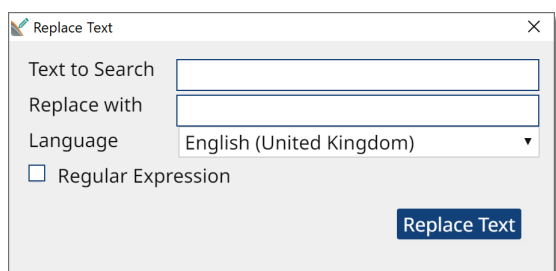 Replace Text
Text to Search
Replace with
Language English (United Kingdom)
Regular Expression
Replace Text